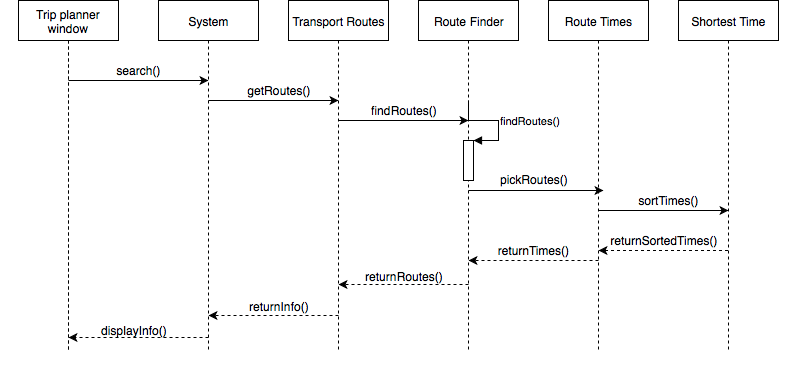 Trip planner
window
System
Transport Routes
Route Finder
Route Times
Shortest Time
search()
getRoutes()
findRoutes()
findRoutes()
pickRoutes()
sortTimes()
returnSortedTimes()
returnTimes()
returnRoutes()
returnInfo()
displayInfo()